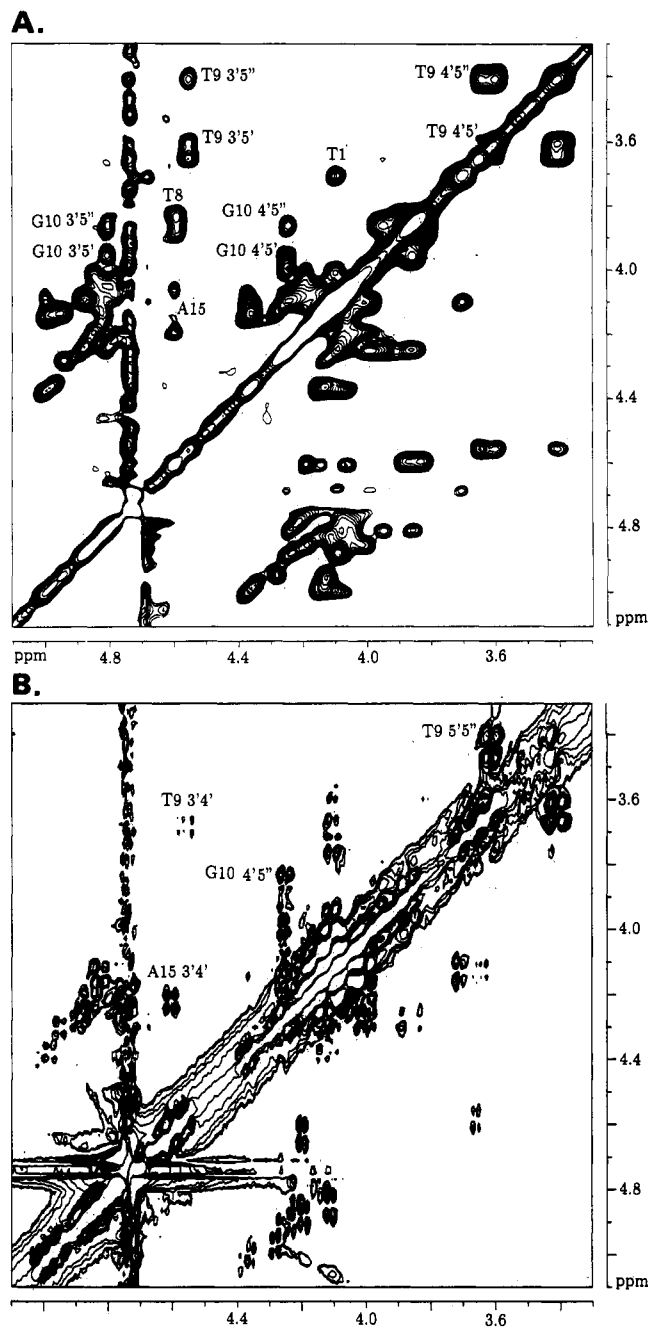 A.
T9 3'5"
T9 4'5"
T9 3'5'
T9 4'5'
T1
T8
G10 3'5"
G10 4'5"
G10 3'5'
G10 4'5'
A15
3.6
4.0
4.4
4.8
ppm
ppm 4.8 4.4 4.0 3.6
B.
T9 5'5"
T9 3'4'
G10 4'5"
A15 3'4'
3.6
4.0
4.4
4.8
ppm
4.4 4.0 3.6